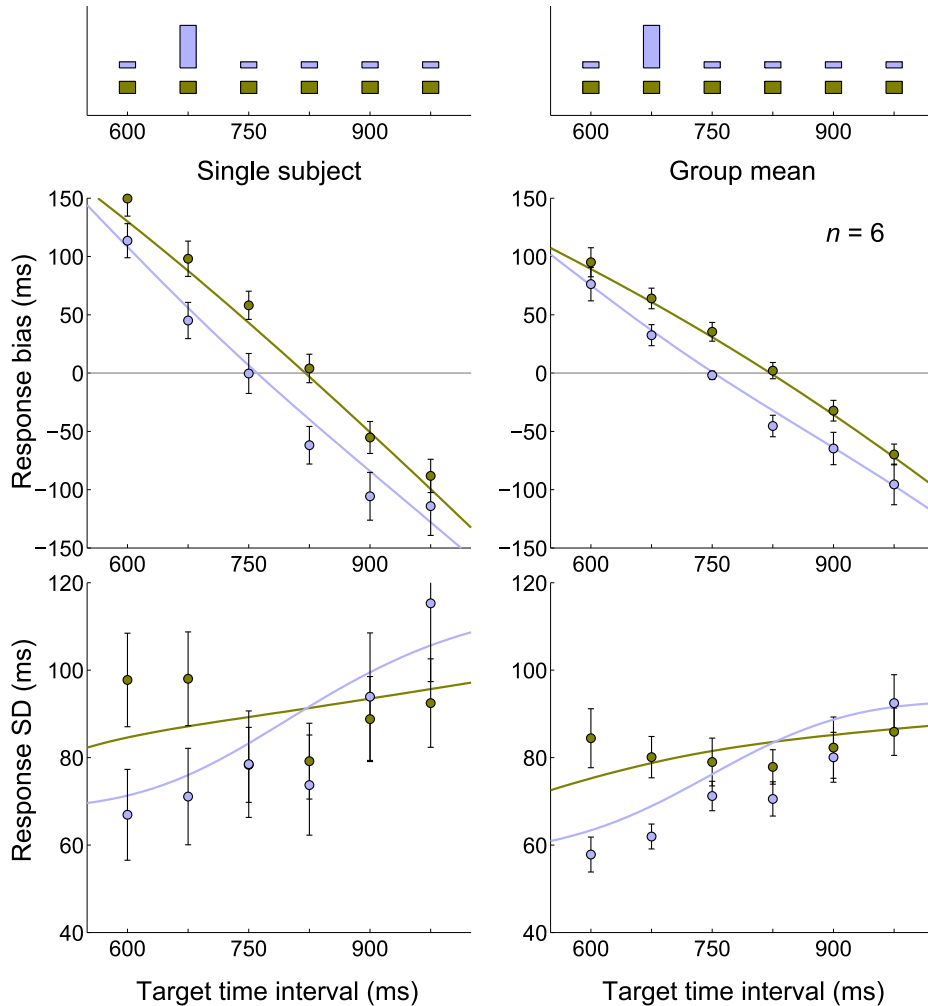 600 750 900
600 750 900
Single subject
Group mean
Response bias (ms)
150
100
50
0
−50
−100
−150
600 750 900
150
100
50
0
−50
−100
−150
n = 6
600 750 900
Response SD (ms)
120
100
80
60
40
600 750 900
Target time interval (ms)
120
100
80
60
40
600 750 900
Target time interval (ms)